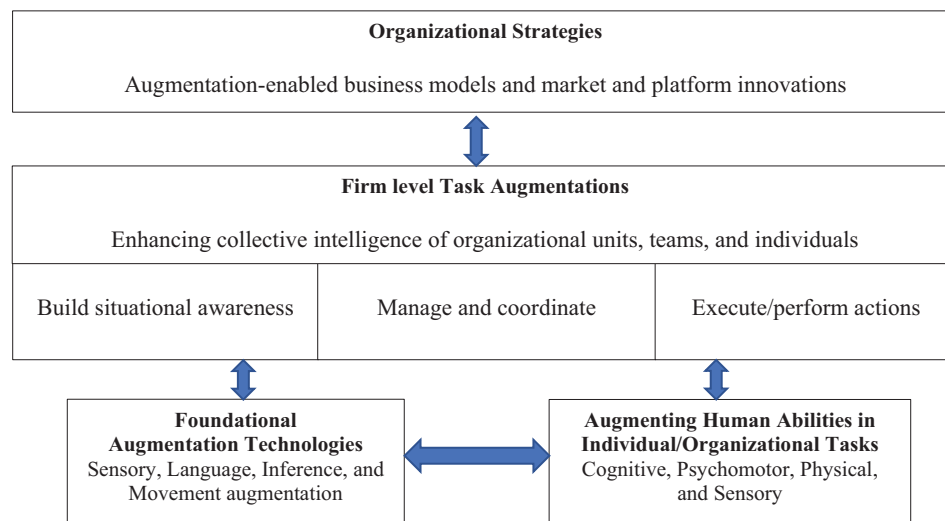 Organizational Strategies
Augmentation-enabled business models and market and platform innovations
Firm level Task Augmentations
Enhancing collective intelligence of organizational units, teams, and individuals
Build situational awareness
Manage and coordinate
Execute/perform actions
Foundational
Augmentation Technologies
Sensory, Language, Inference, and
Movement augmentation
Augmenting Human Abilities in
Individual/Organizational Tasks
Cognitive, Psychomotor, Physical,
and Sensory